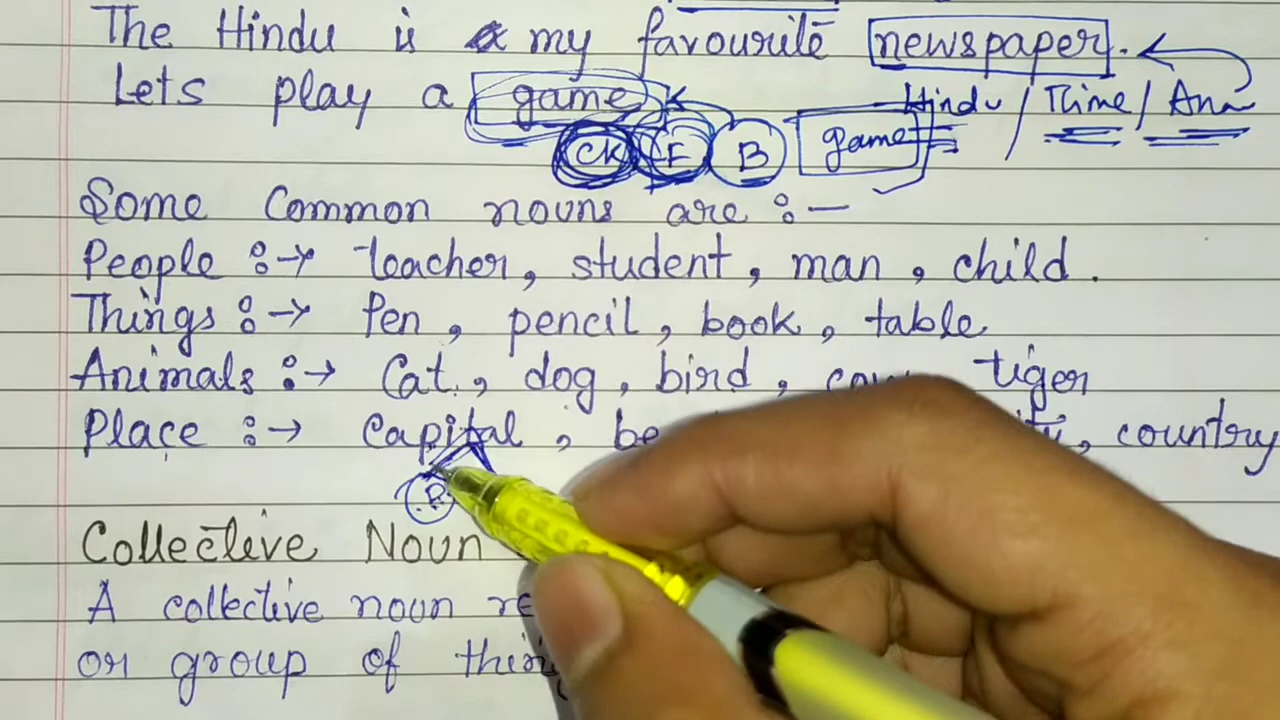 The Hindu is my favourite newspaper.
Lets play a game
Hindu / Time /
CK F B game
Some Common nouns are :-
People :→ teacher, student, man, child.
Things :→ Pen, pencil, book, table
Animals :→ Cat, dog, bird, cow, tiger
Place :→ Capital, country
Collective Noun
A collective noun
or group of